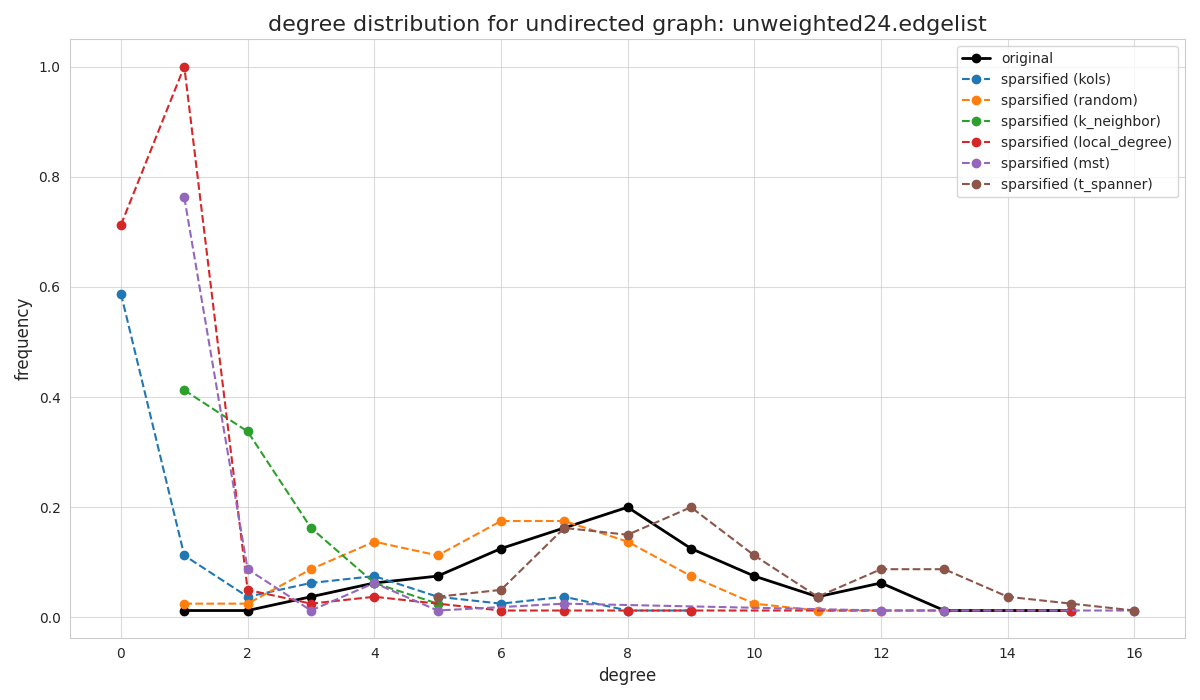 degree distribution for undirected graph: unweighted24.edgelist
original
sparsified (kols)
sparsified (random)
sparsified (k_neighbor)
sparsified (local_degree)
sparsified (mst)
sparsified (t_spanner)
frequency
1.0
0.8
0.6
0.4
0.2
0.0
0 2 4 6 8 10 12 14 16
degree